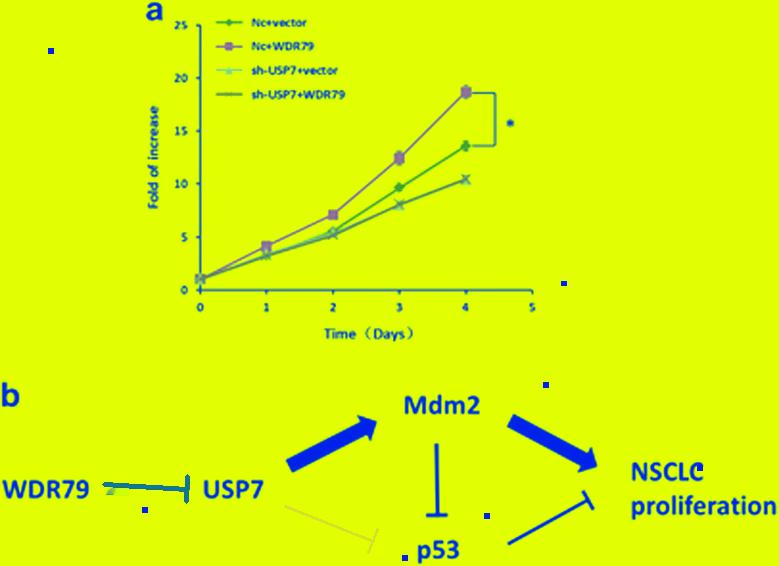 a
25
Nc+vector
Nc+WDR79
20
sh-USP7+vector
sh-USP7+WDR79
15
*
Fold of increase
10
5
0
0 1 2 3 4 5
Time (Days)
b
Mdm2
WDR79 USP7
NSCLC
proliferation
p53